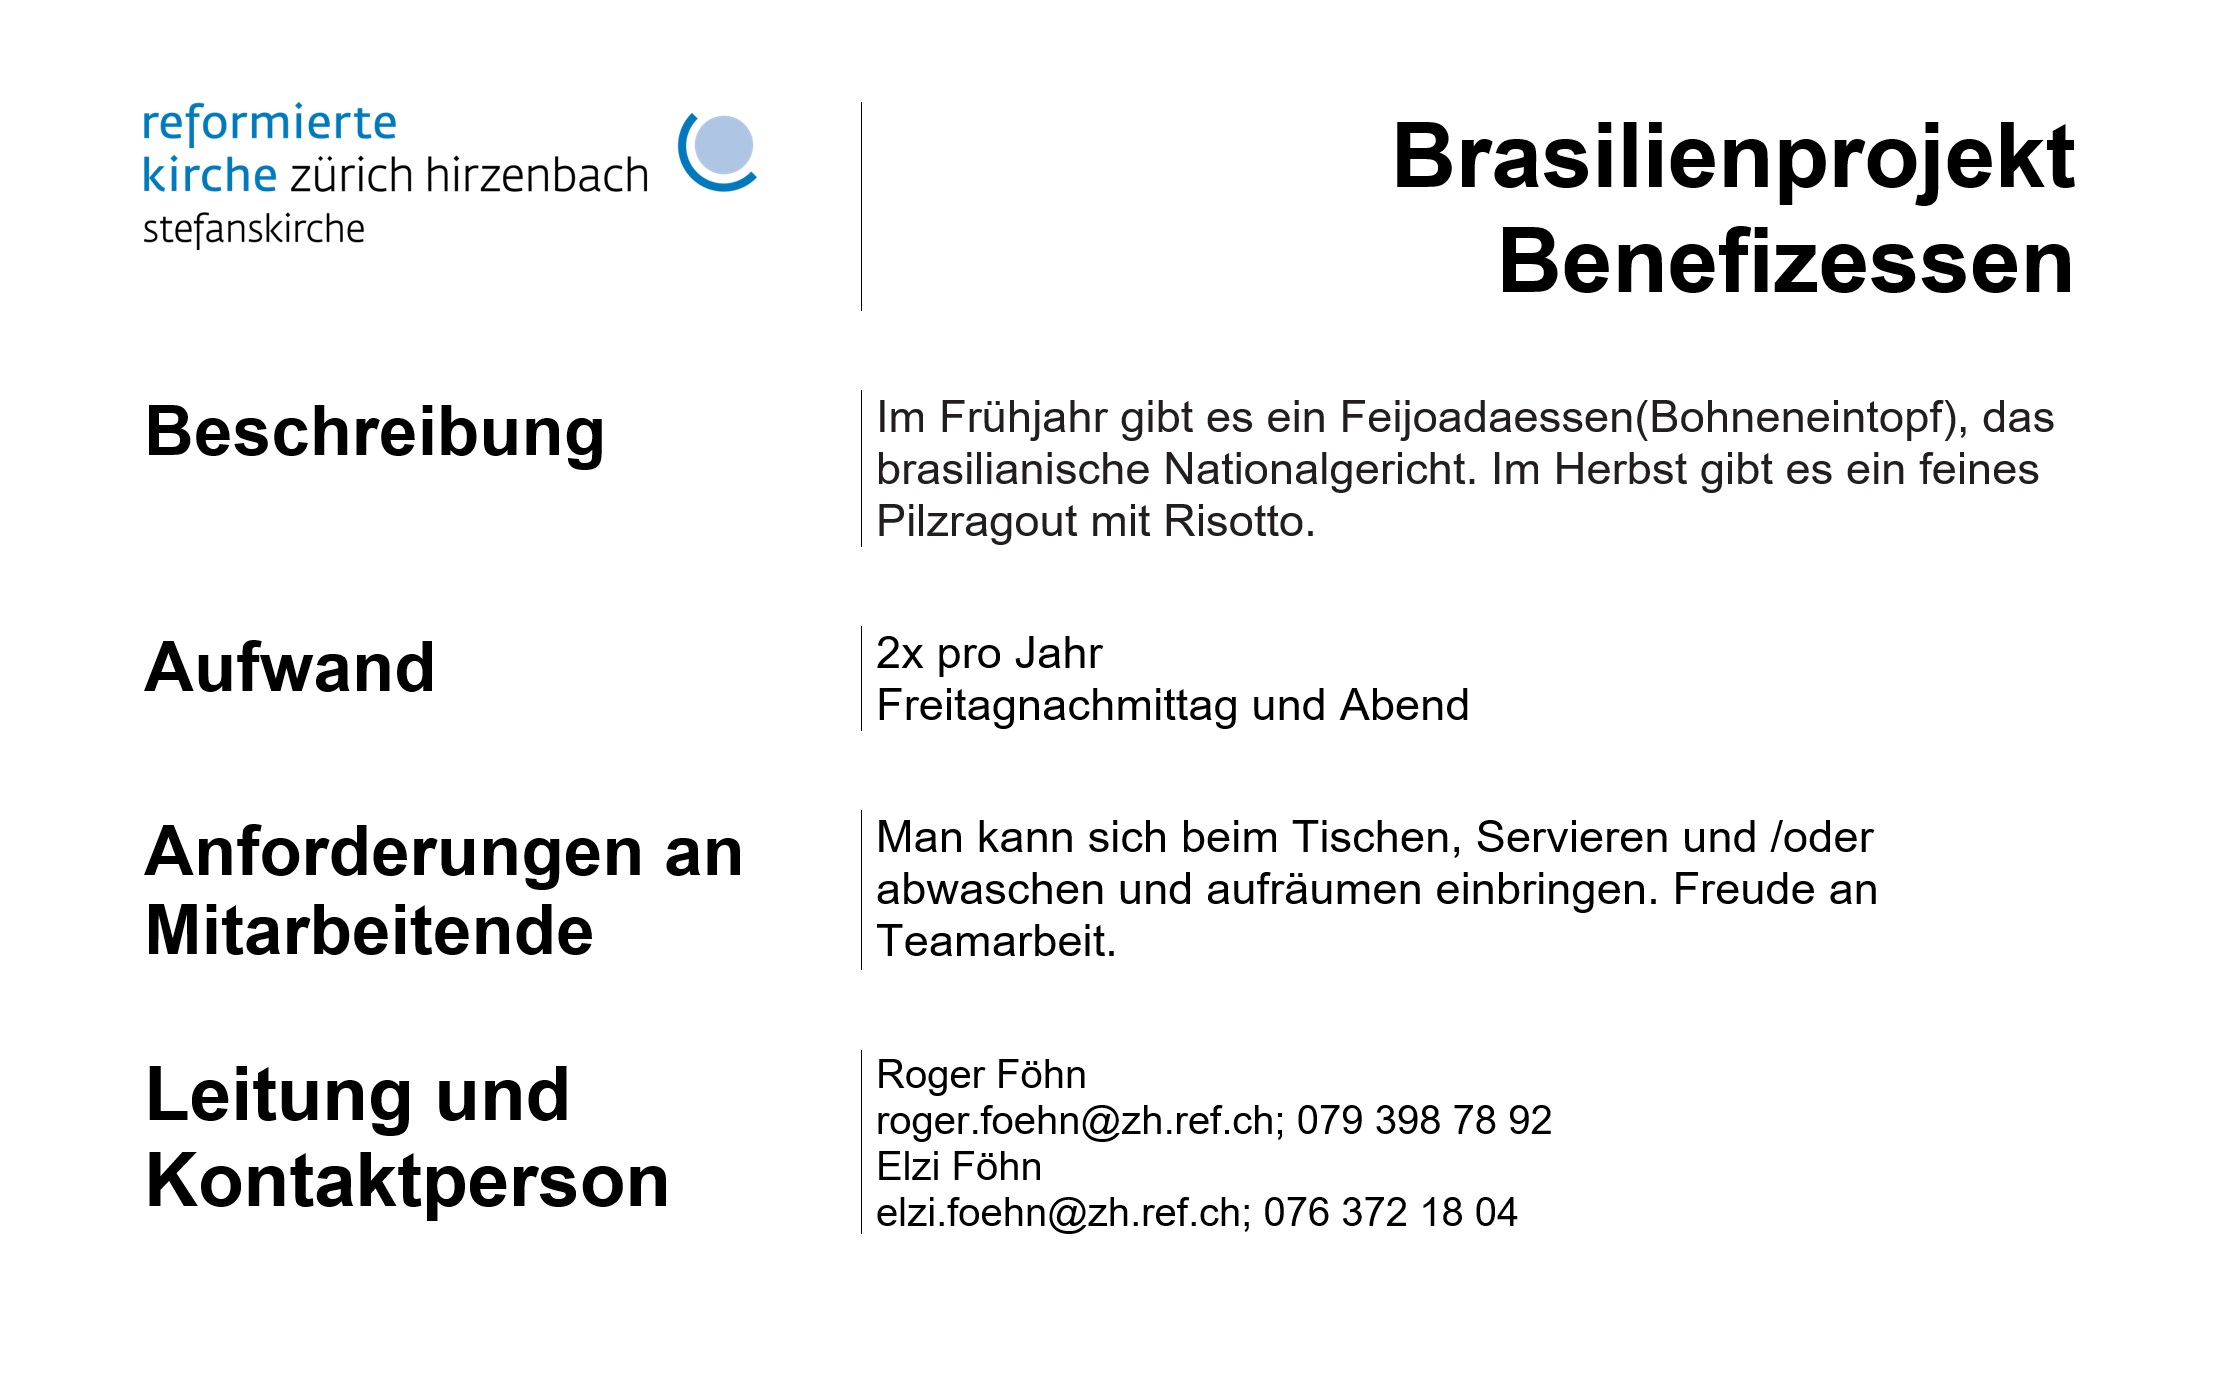 reformierte
kirche zürich hirzenbach
stefanskirche
Brasilienprojekt
Benefizessen
Beschreibung
Im Frühjahr gibt es ein Feijoadaessen(Bohneneintopf), das
brasilianische Nationalgericht. Im Herbst gibt es ein feines
Pilzragout mit Risotto.
Aufwand
2x pro Jahr
Freitagnachmittag und Abend
Anforderungen an
Mitarbeitende
Man kann sich beim Tischen, Servieren und /oder
abwaschen und aufräumen einbringen. Freude an
Teamarbeit.
Leitung und
Kontaktperson
Roger Föhn
roger.foehn@zh.ref.ch; 079 398 78 92
Elzi Föhn
elzi.foehn@zh.ref.ch; 076 372 18 04